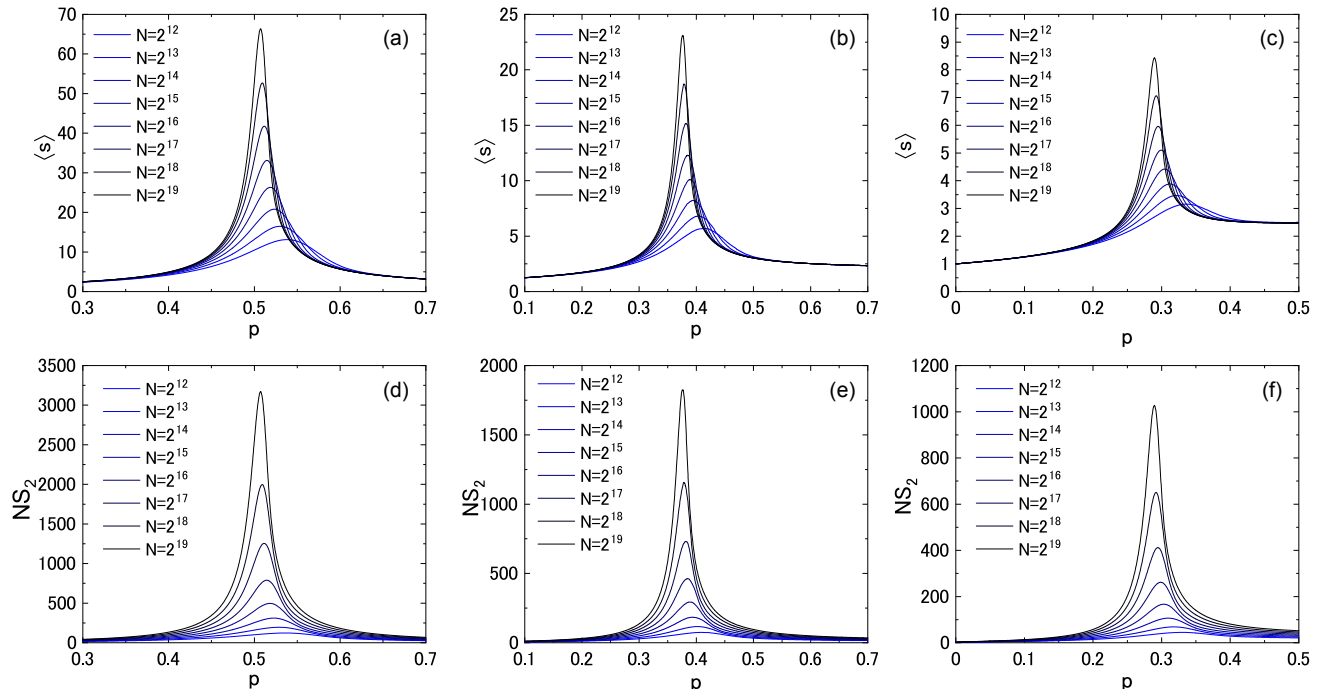 (a)
⟨s⟩
70
60
50
40
30
20
10
0
N=2^12
N=2^13
N=2^14
N=2^15
N=2^16
N=2^17
N=2^18
N=2^19
0.3 0.4 0.5 0.6 0.7
p
(b)
⟨s⟩
25
20
15
10
5
0
N=2^12
N=2^13
N=2^14
N=2^15
N=2^16
N=2^17
N=2^18
N=2^19
0.1 0.2 0.3 0.4 0.5 0.6 0.7
p
(c)
⟨s⟩
10
9
8
7
6
5
4
3
2
1
0
N=2^12
N=2^13
N=2^14
N=2^15
N=2^16
N=2^17
N=2^18
N=2^19
0 0.1 0.2 0.3 0.4 0.5
p
(d)
NS₂
3500
3000
2500
2000
1500
1000
500
0
N=2^12
N=2^13
N=2^14
N=2^15
N=2^16
N=2^17
N=2^18
N=2^19
0.3 0.4 0.5 0.6 0.7
p
(e)
NS₂
2000
1750
1500
1000
500
250
0
N=2^12
N=2^13
N=2^14
N=2^15
N=2^16
N=2^17
N=2^18
N=2^19
0.1 0.2 0.3 0.4 0.5 0.6 0.7
p
(f)
NS₂
1200
1000
800
600
400
200
0
N=2^12
N=2^13
N=2^14
N=2^15
N=2^16
N=2^17
N=2^18
N=2^19
0 0.1 0.2 0.3 0.4 0.5
p